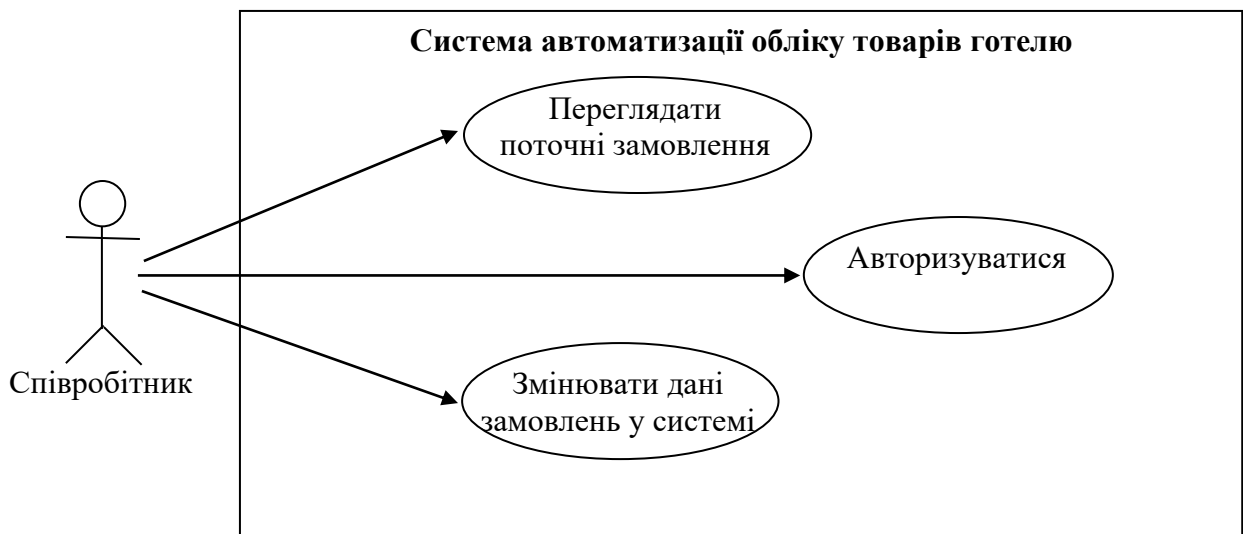 Система автоматизації обліку товарів готелю
Переглядати
поточні замовлення
Авторизуватися
Співробітник
Змінювати дані
замовлень у системі